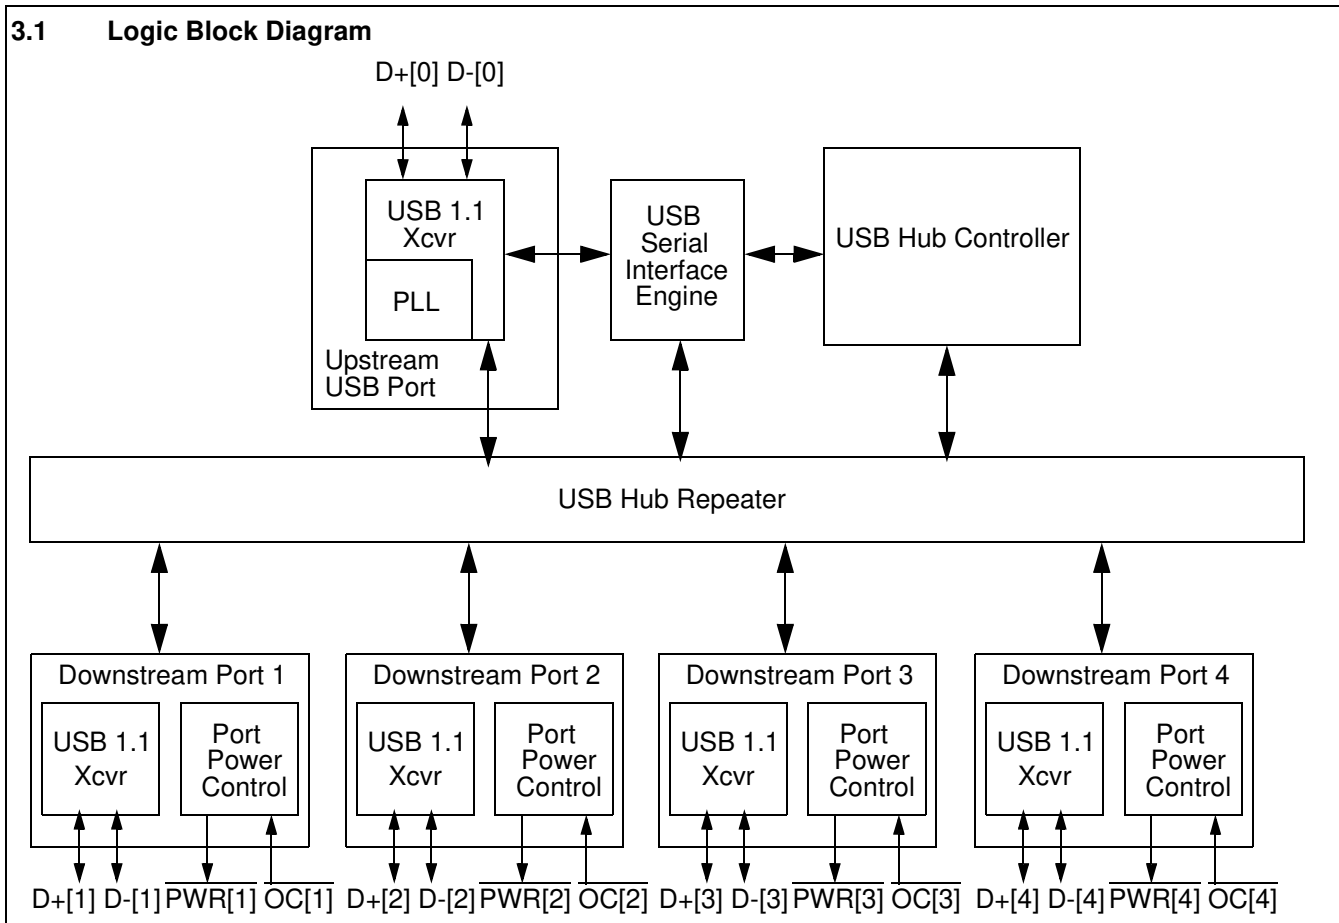 3.1 Logic Block Diagram
D+[0] D-[0]
USB 1.1
Xcvr
PLL
Upstream
USB Port
USB
Serial
Interface
Engine
USB Hub Controller
USB Hub Repeater
Downstream Port 1
USB 1.1
Xcvr
Port
Power
Control
D+[1] D-[1] PWR[1] OC[1]
Downstream Port 2
USB 1.1
Xcvr
Port
Power
Control
D+[2] D-[2] PWR[2] OC[2]
Downstream Port 3
USB 1.1
Xcvr
Port
Power
Control
D+[3] D-[3] PWR[3] OC[3]
Downstream Port 4
USB 1.1
Xcvr
Port
Power
Control
D+[4] D-[4] PWR[4] OC[4]